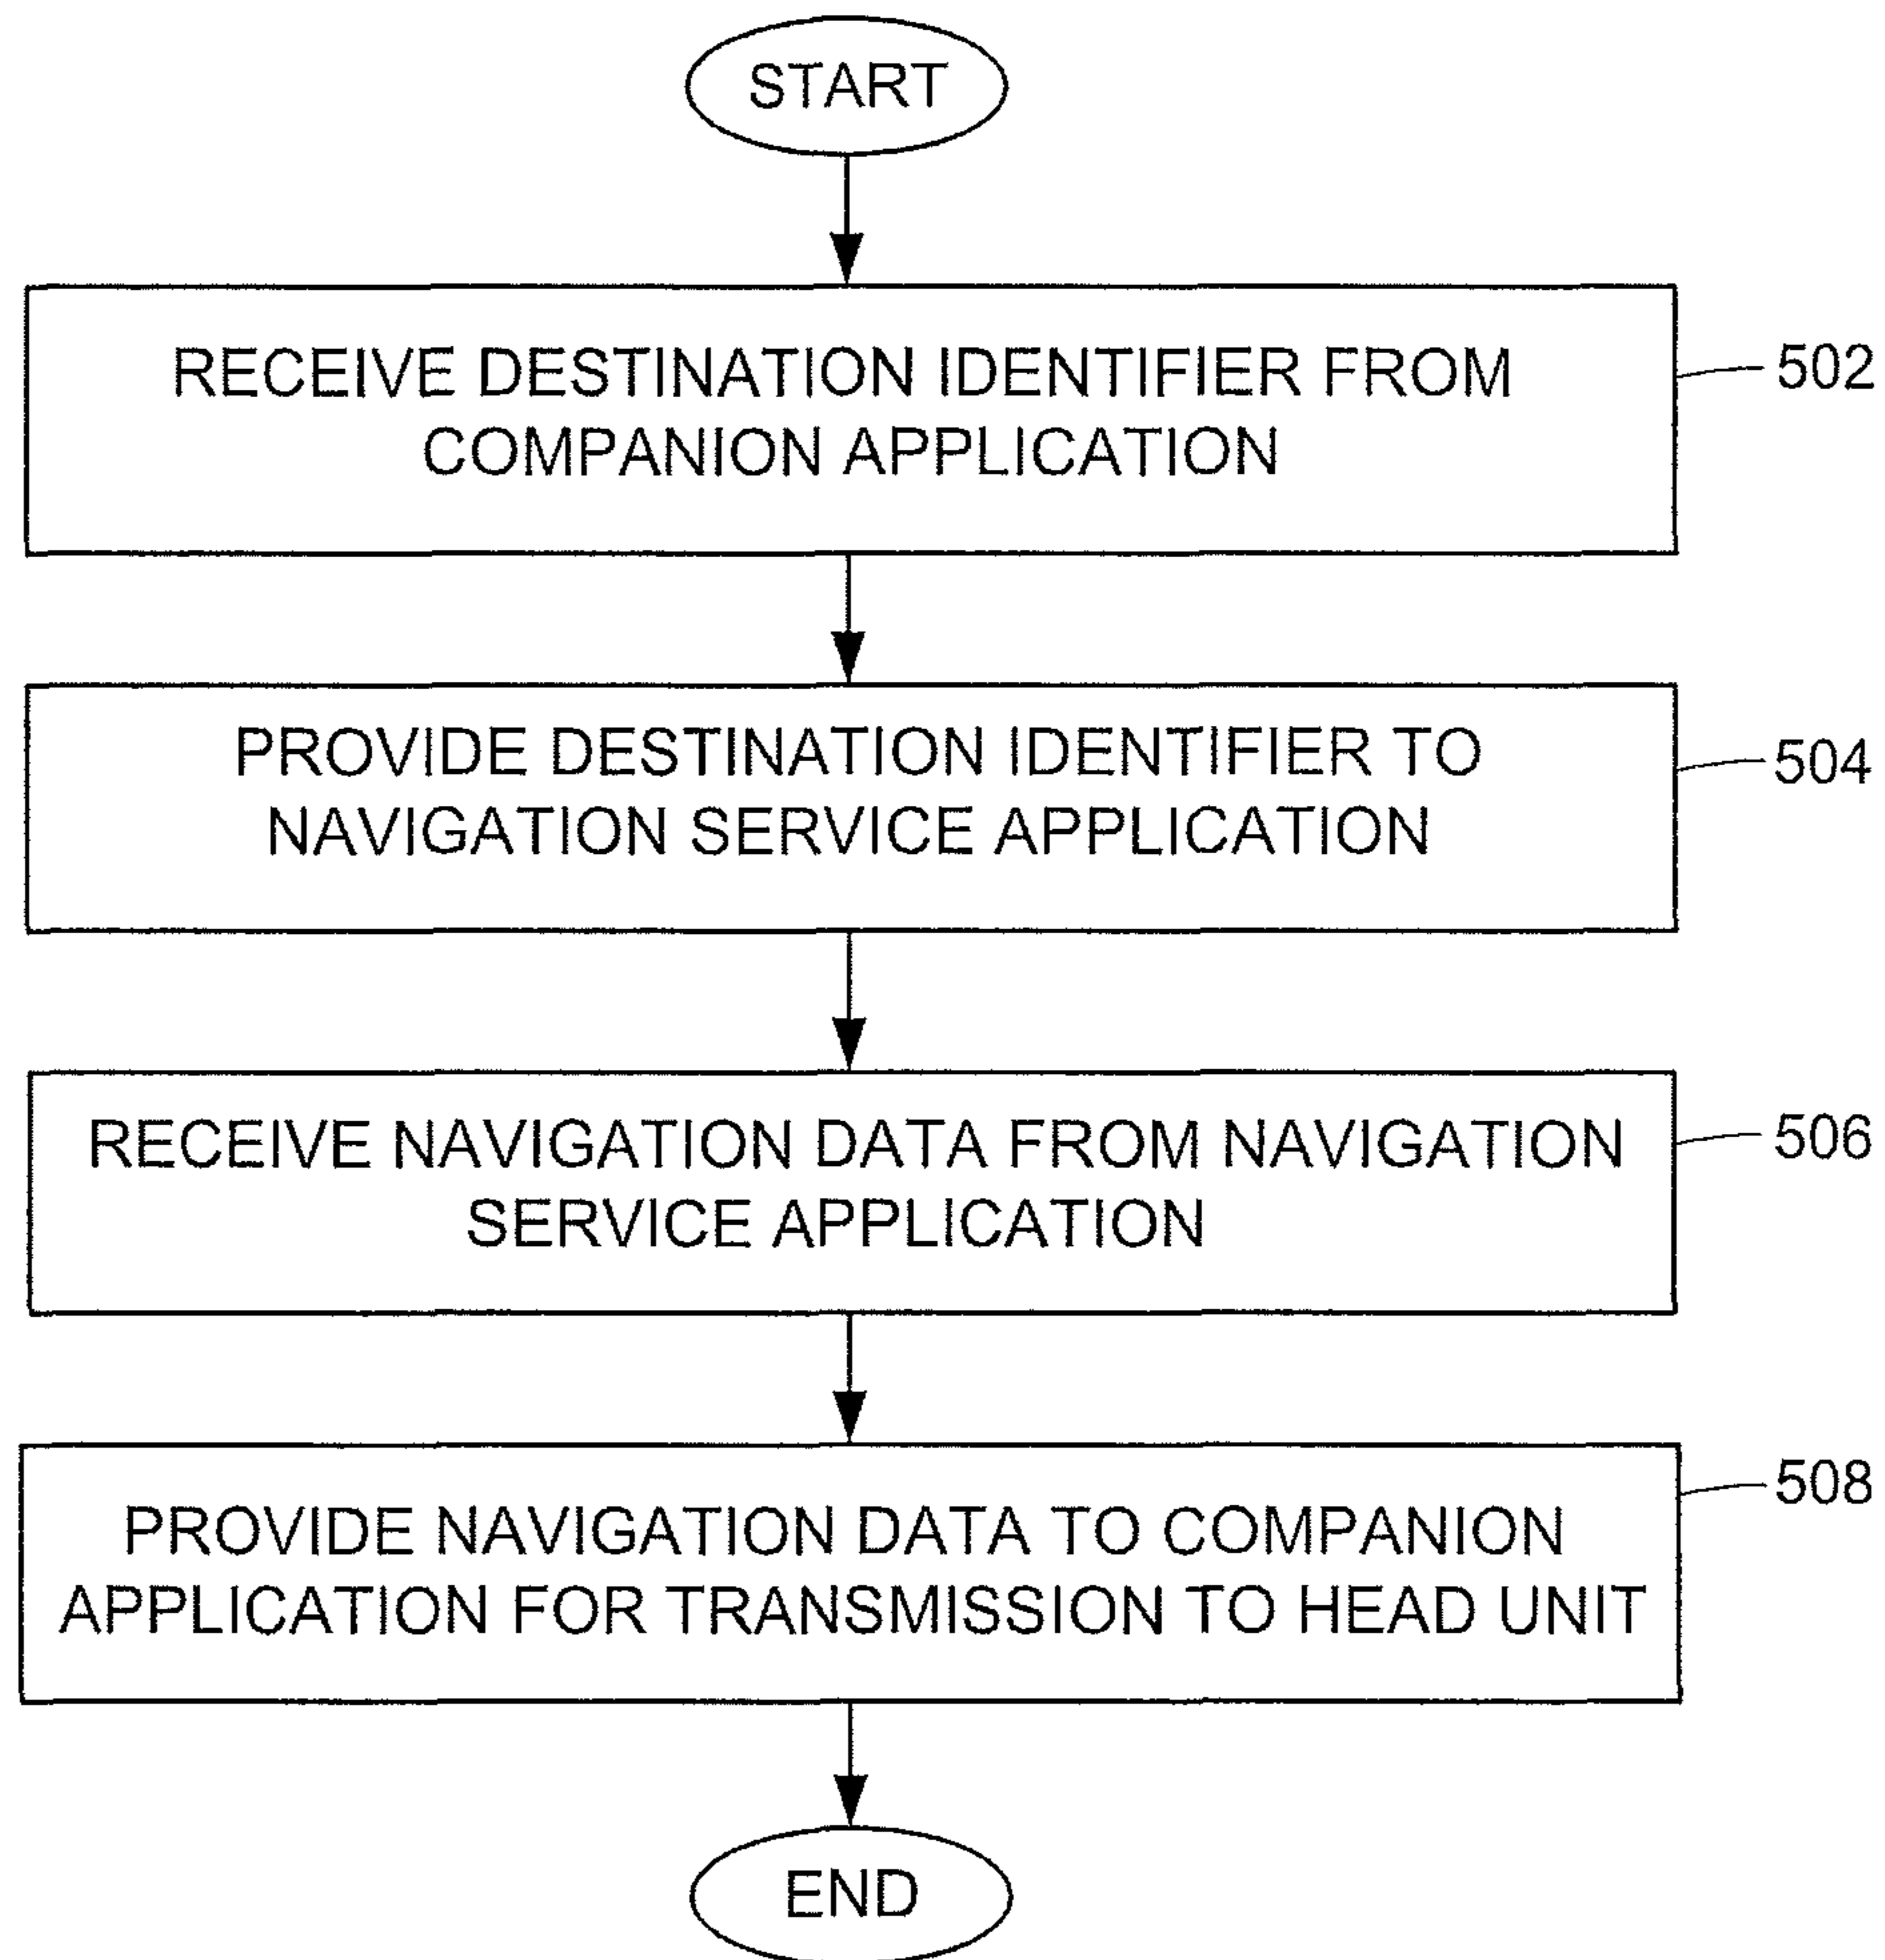 START
RECEIVE DESTINATION IDENTIFIER FROM
COMPANION APPLICATION
502
PROVIDE DESTINATION IDENTIFIER TO
NAVIGATION SERVICE APPLICATION
504
RECEIVE NAVIGATION DATA FROM NAVIGATION
SERVICE APPLICATION
506
PROVIDE NAVIGATION DATA TO COMPANION
APPLICATION FOR TRANSMISSION TO HEAD UNIT
508
END